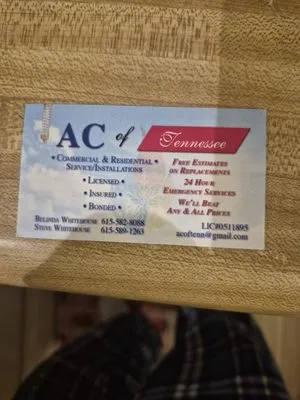 AC of Tennessee
• Commercial & Residential •
Service/Installations
• Licensed •
• Insured •
• Bonded •
Free Estimates
on Replacements
24 Hour
Emergency Services
We'll Beat
Any & All Prices
Belinda Whitehouse 615-582-8088
Steve Whitehouse 615-589-1263
LIC#0511895
acoftenn@gmail.com